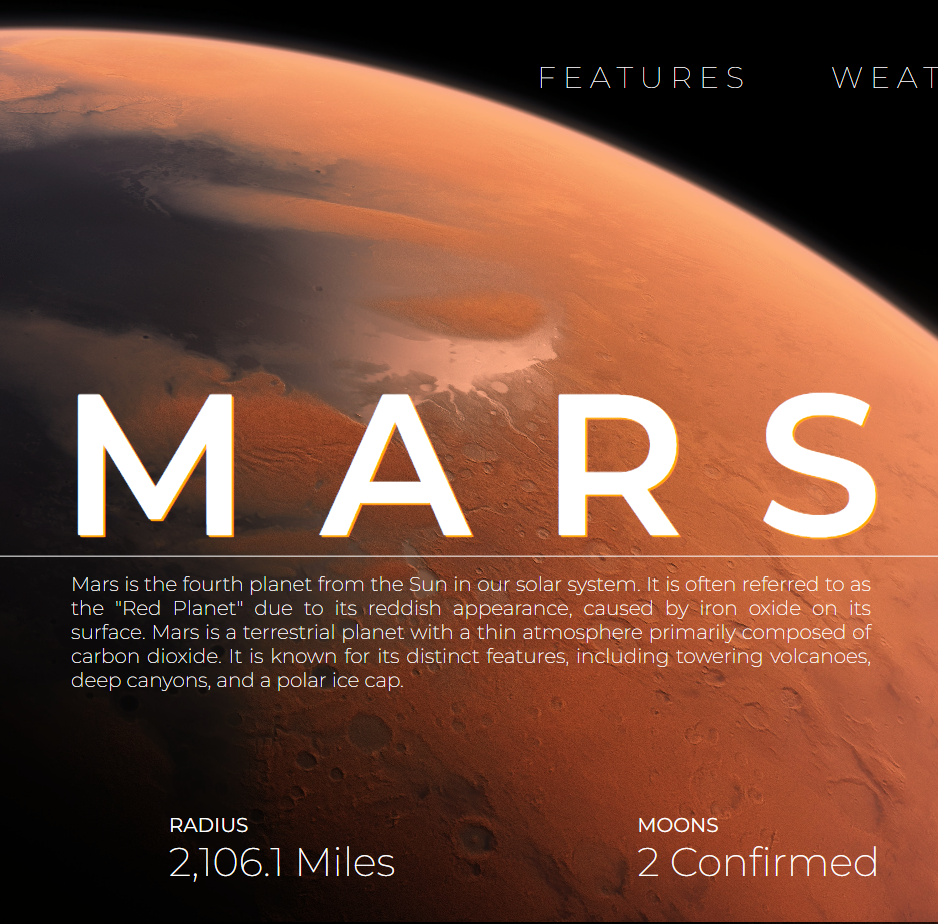 FEATURES WEAT
MARS
Mars is the fourth planet from the Sun in our solar system. It is often referred to as
the "Red Planet" due to its reddish appearance, caused by iron oxide on its
surface. Mars is a terrestrial planet with a thin atmosphere primarily composed of
carbon dioxide. It is known for its distinct features, including towering volcanoes,
deep canyons, and a polar ice cap.
RADIUS MOONS
2,106.1 Miles 2 Confirmed